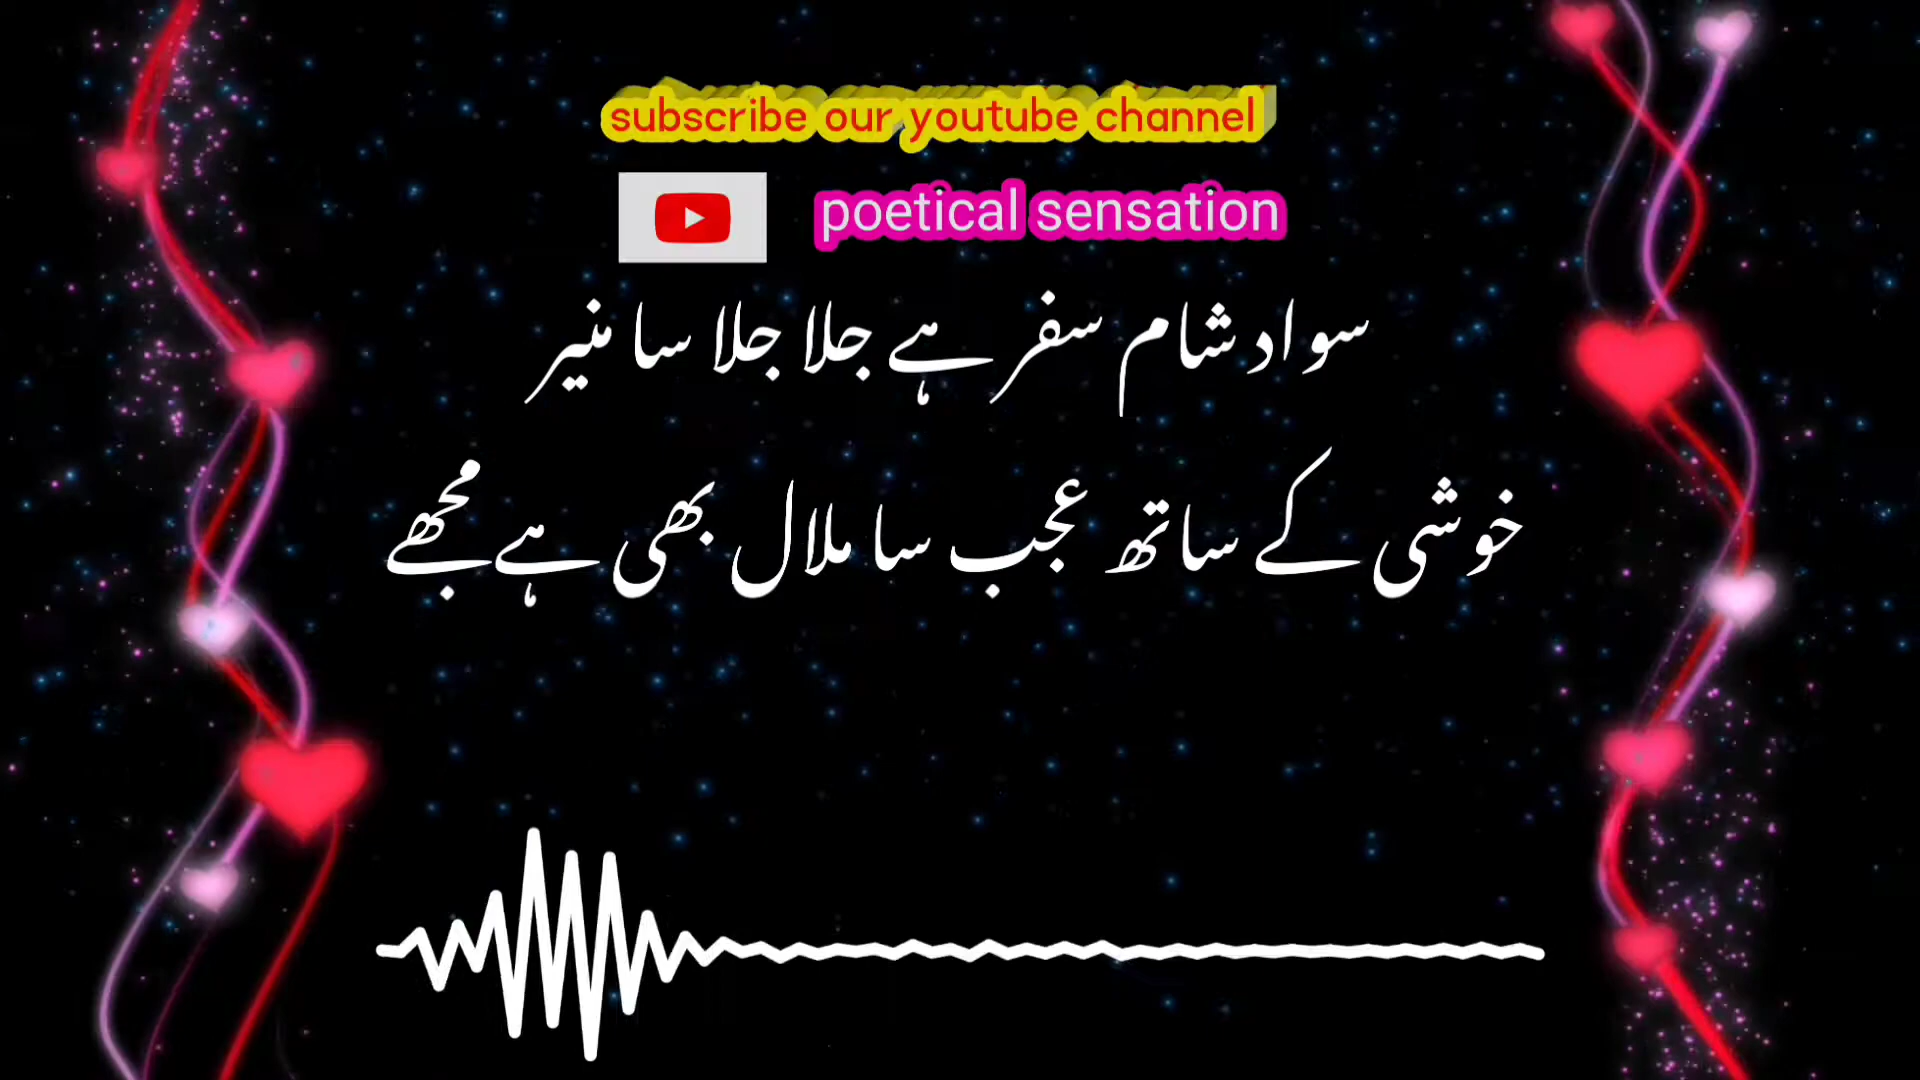 subscribe our youtube channel
poetical sensation
سواد شام سفر ہے جلا جلا سا منیر
خوشی کے ساتھ عجب سا ملال بھی ہے مجھے